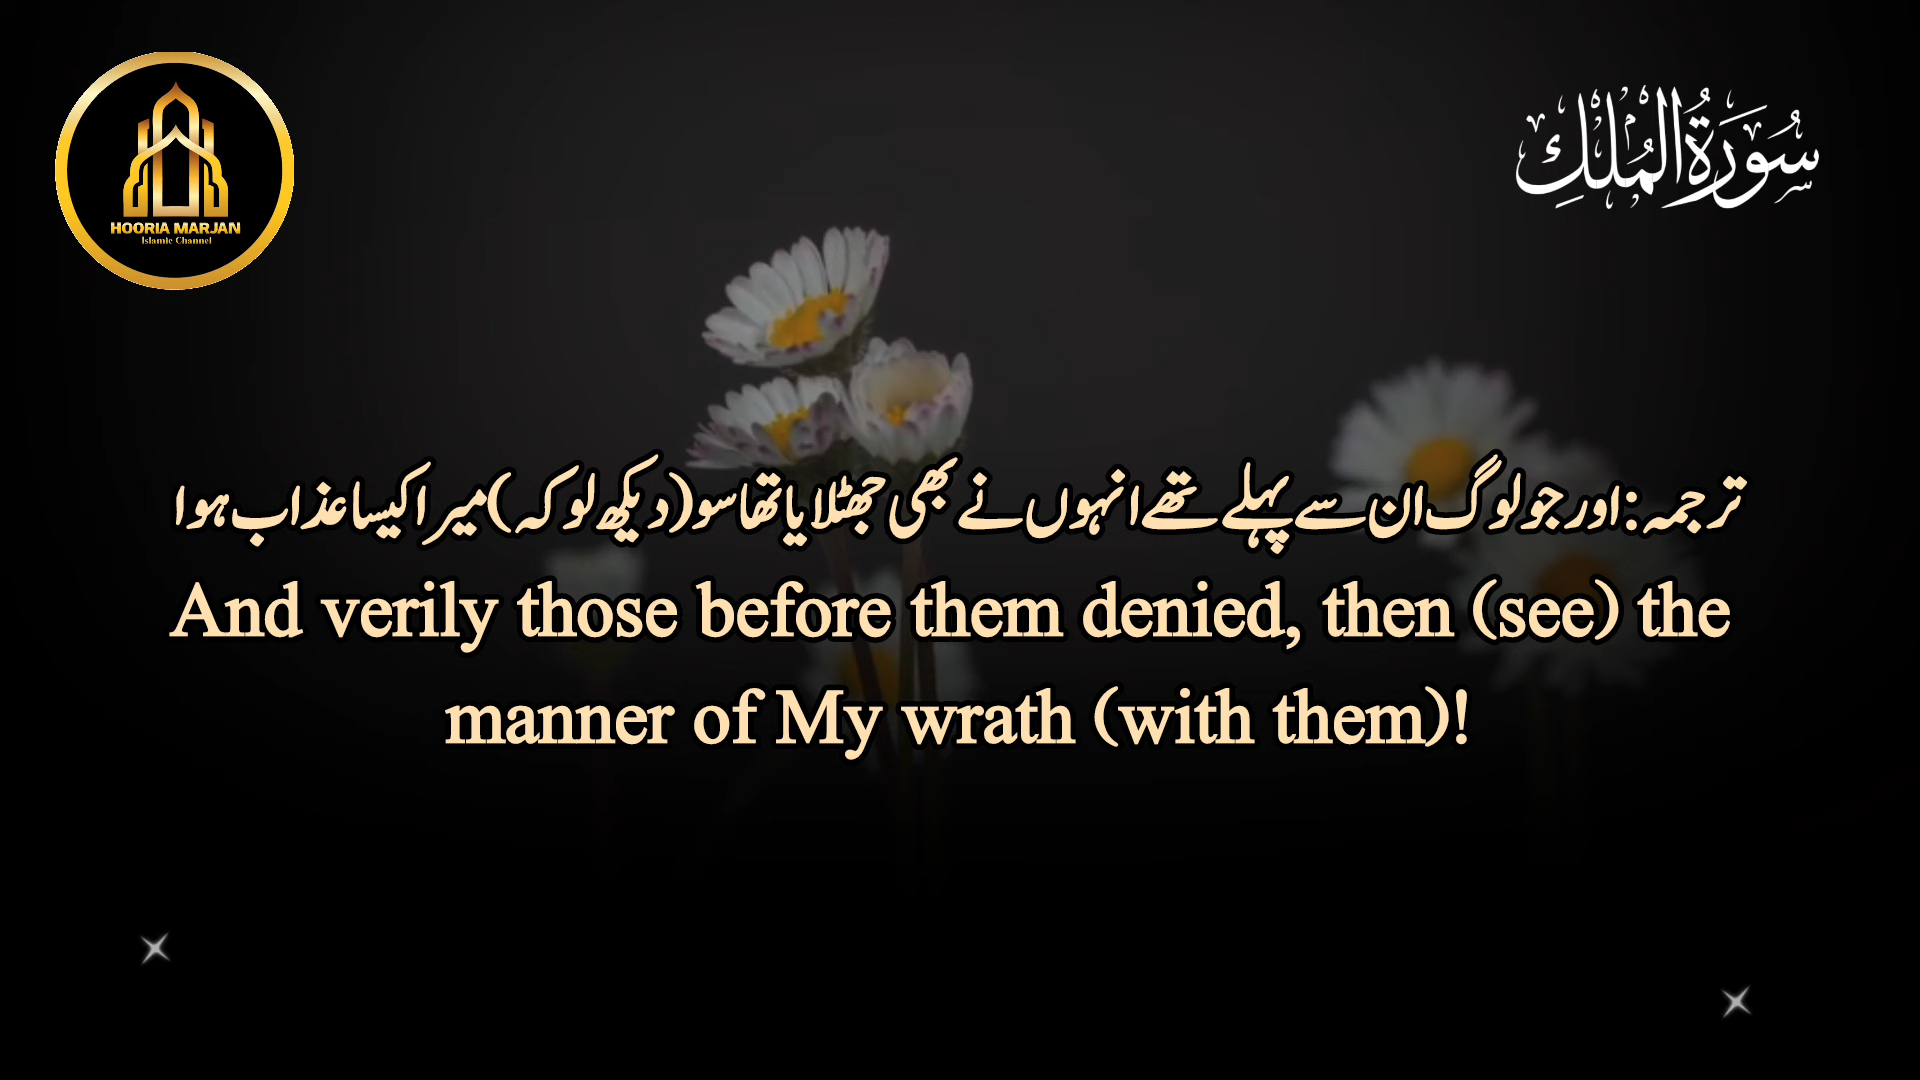 HOORIA MARJAN
Islamic Channel
سُوْرَةُ الْمُلْكِ
ترجمہ: اور جو لوگ ان سے پہلے تھے انہوں نے بھی جھٹلایا تھا سو (دیکھ لو کہ) میرا کیسا عذاب ہوا
And verily those before them denied, then (see) the
manner of My wrath (with them)!